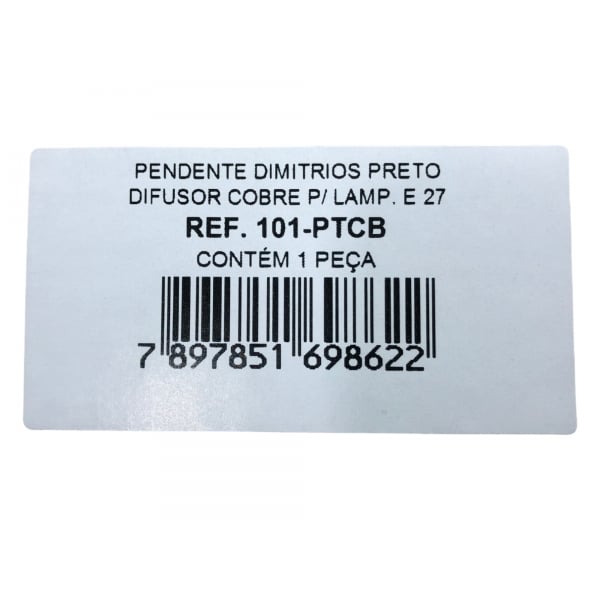 PENDENTE DIMITRIOS PRETO
DIFUSOR COBRE P/ LAMP. E 27
REF. 101-PTCB
CONTÉM 1 PEÇA
7 897851 698622